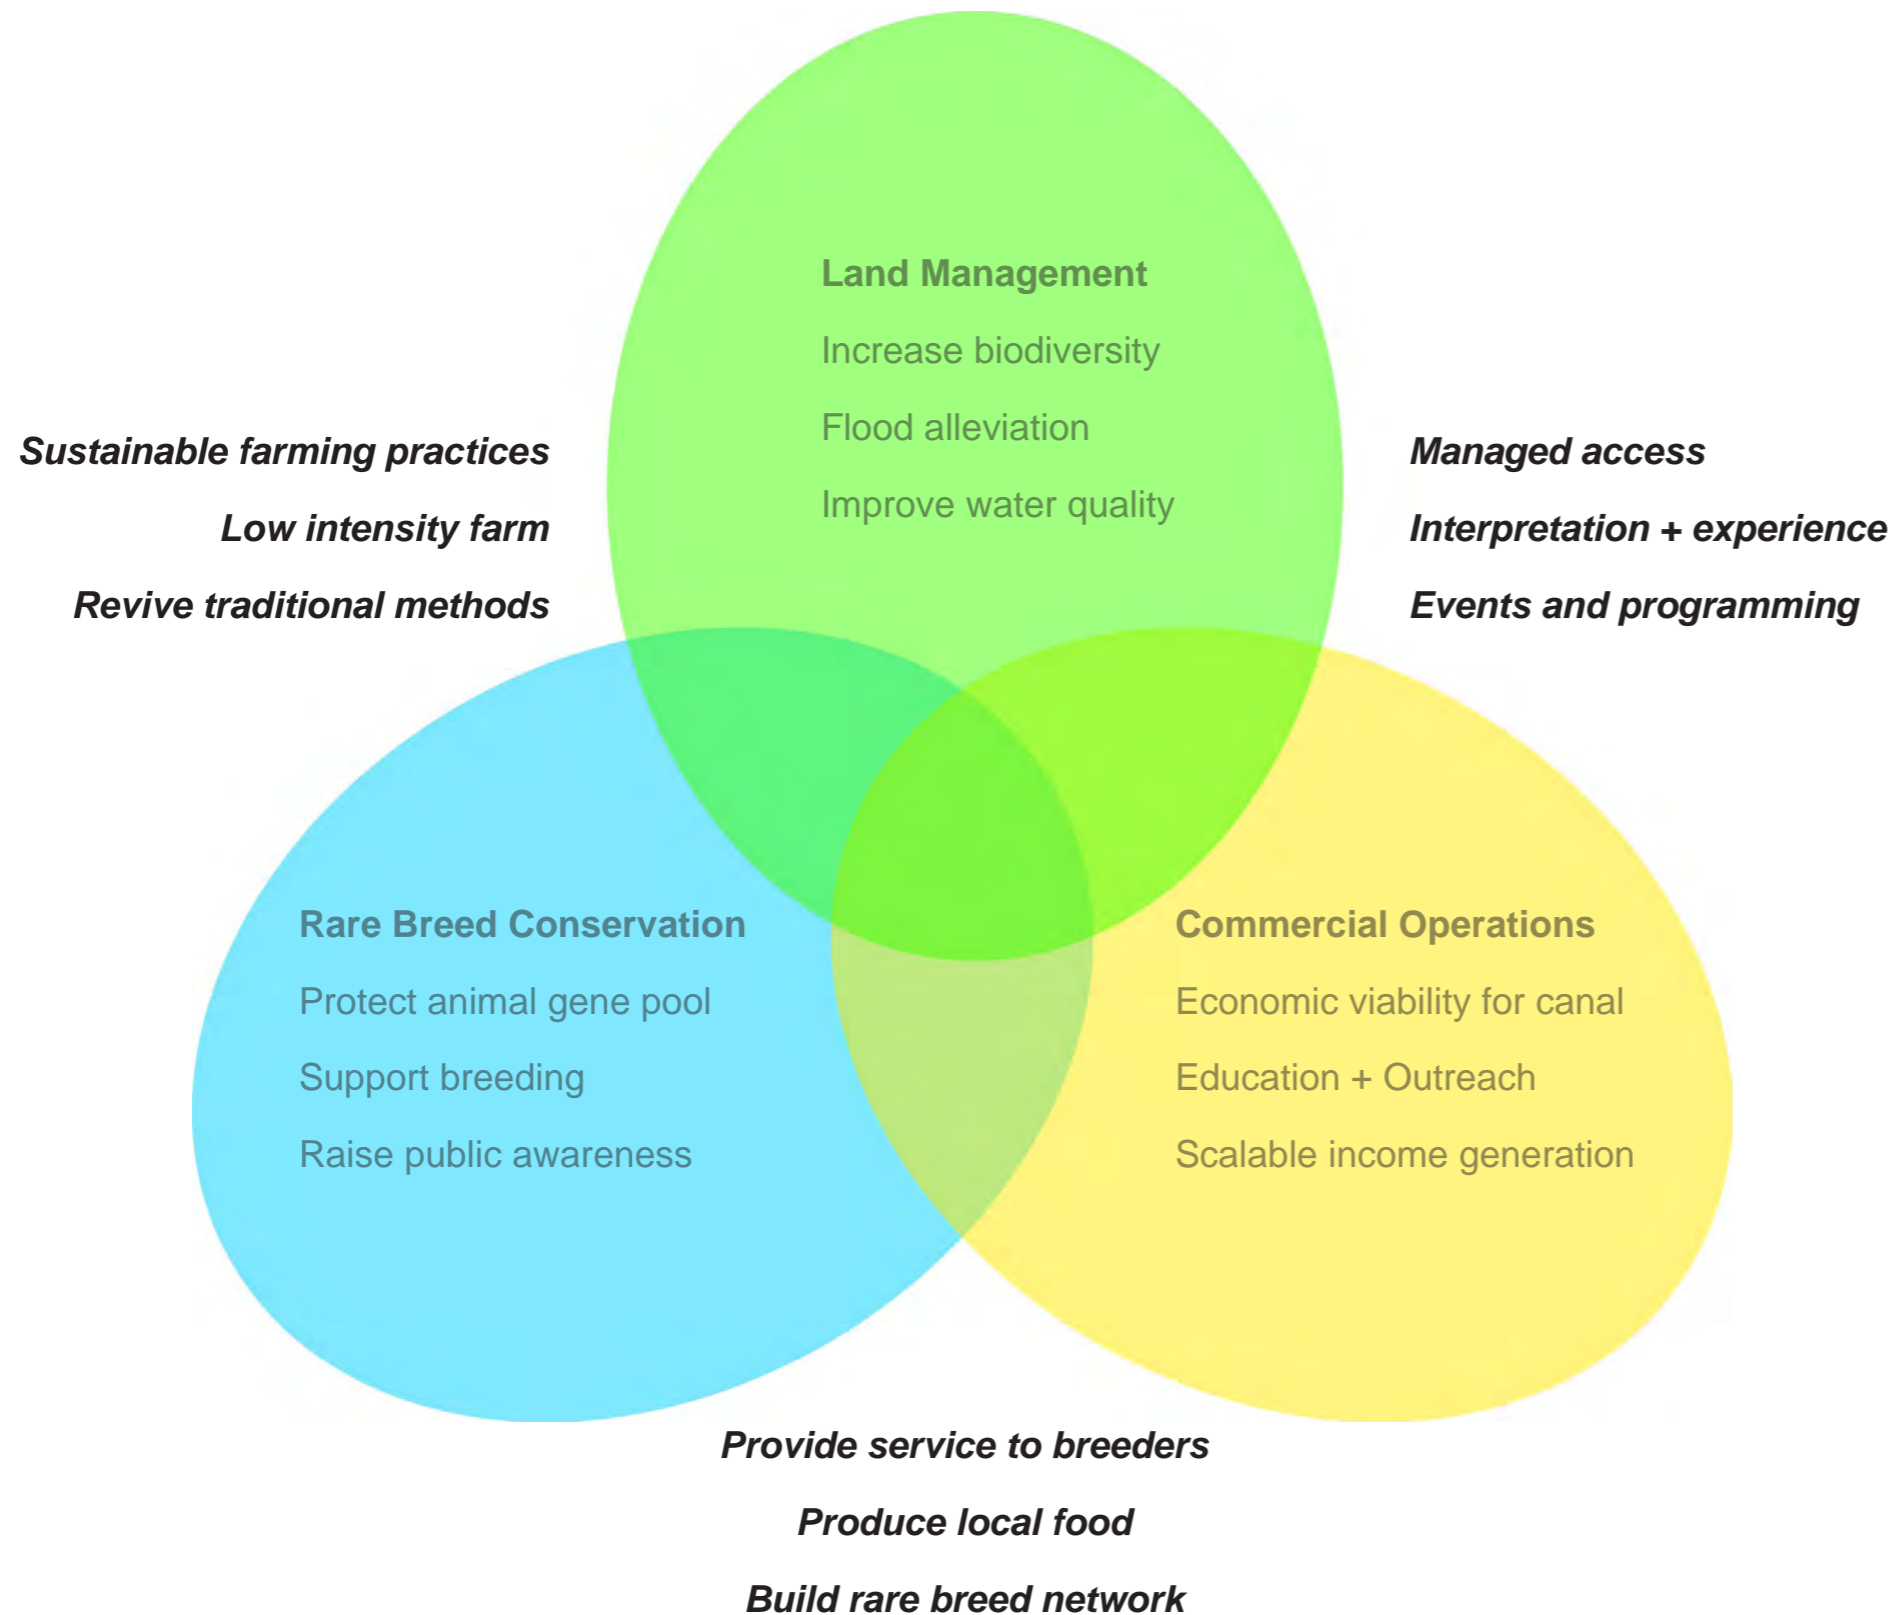 Land Management
Increase biodiversity
Flood alleviation
Improve water quality
Sustainable farming practices
Low intensity farm
Revive traditional methods
Managed access
Interpretation + experience
Events and programming
Rare Breed Conservation
Protect animal gene pool
Support breeding
Raise public awareness
Commercial Operations
Economic viability for canal
Education + Outreach
Scalable income generation
Provide service to breeders
Produce local food
Build rare breed network